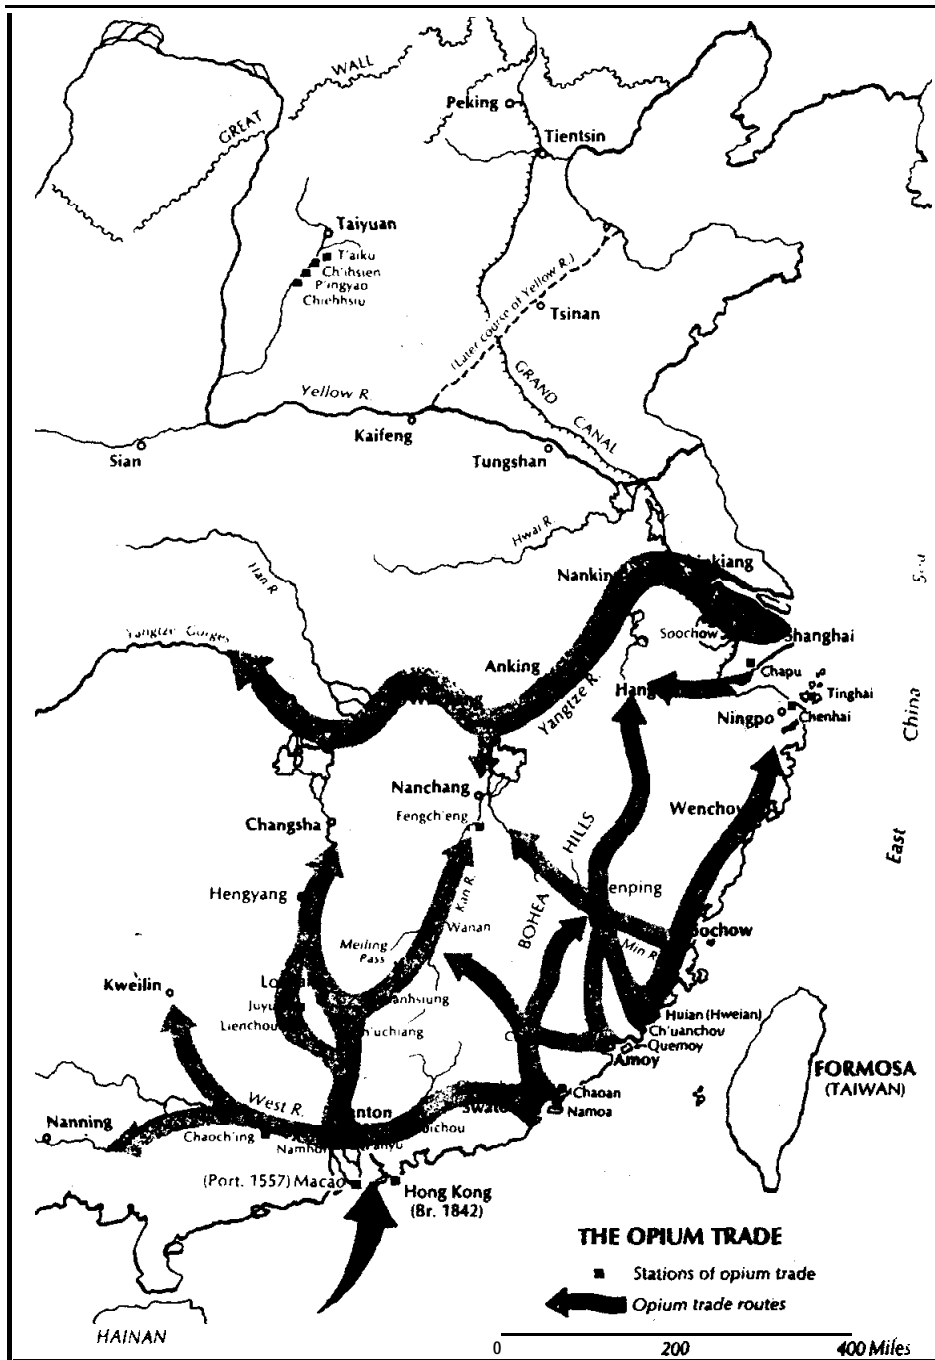 GREAT
WALL
Peking
Tientsin
Taiyuan
T'aiku
Ch'ihsien
P'ingyao
Chiehhsiu
(Later course of Yellow R.)
Tsinan
Yellow R.
GRAND
CANAL
Kaifeng
Sian
Tungshan
Hwai R.
Han R.
Yangtze Gorges
Soochow
Shanghai
Anking
Yangtze R.
Chapu
Tinghai
Ningpo
Chenhai
East
China
Nanchang
Fengch'eng
Changsha
Wenchow
HILLS
BOHEA
Hengyang
Kan R.
Wanan
Min R.
Meiling
Pass
Kweilin
Juyu
Lienchou
Huian (Hweian)
Ch'uanchou
Quemoy
Amoy
FORMOSA
(TAIWAN)
West R.
Chaoan
Namoa
Nanning
Chaoch'ing
(Port. 1557) Macao
Hong Kong
(Br. 1842)
THE OPIUM TRADE
Stations of opium trade
Opium trade routes
HAINAN
0 200 400 Miles